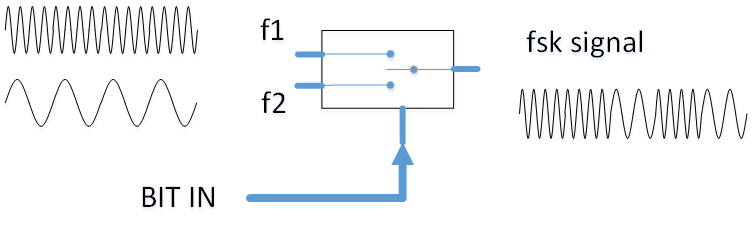 f1
fsk signal
f2
BIT IN